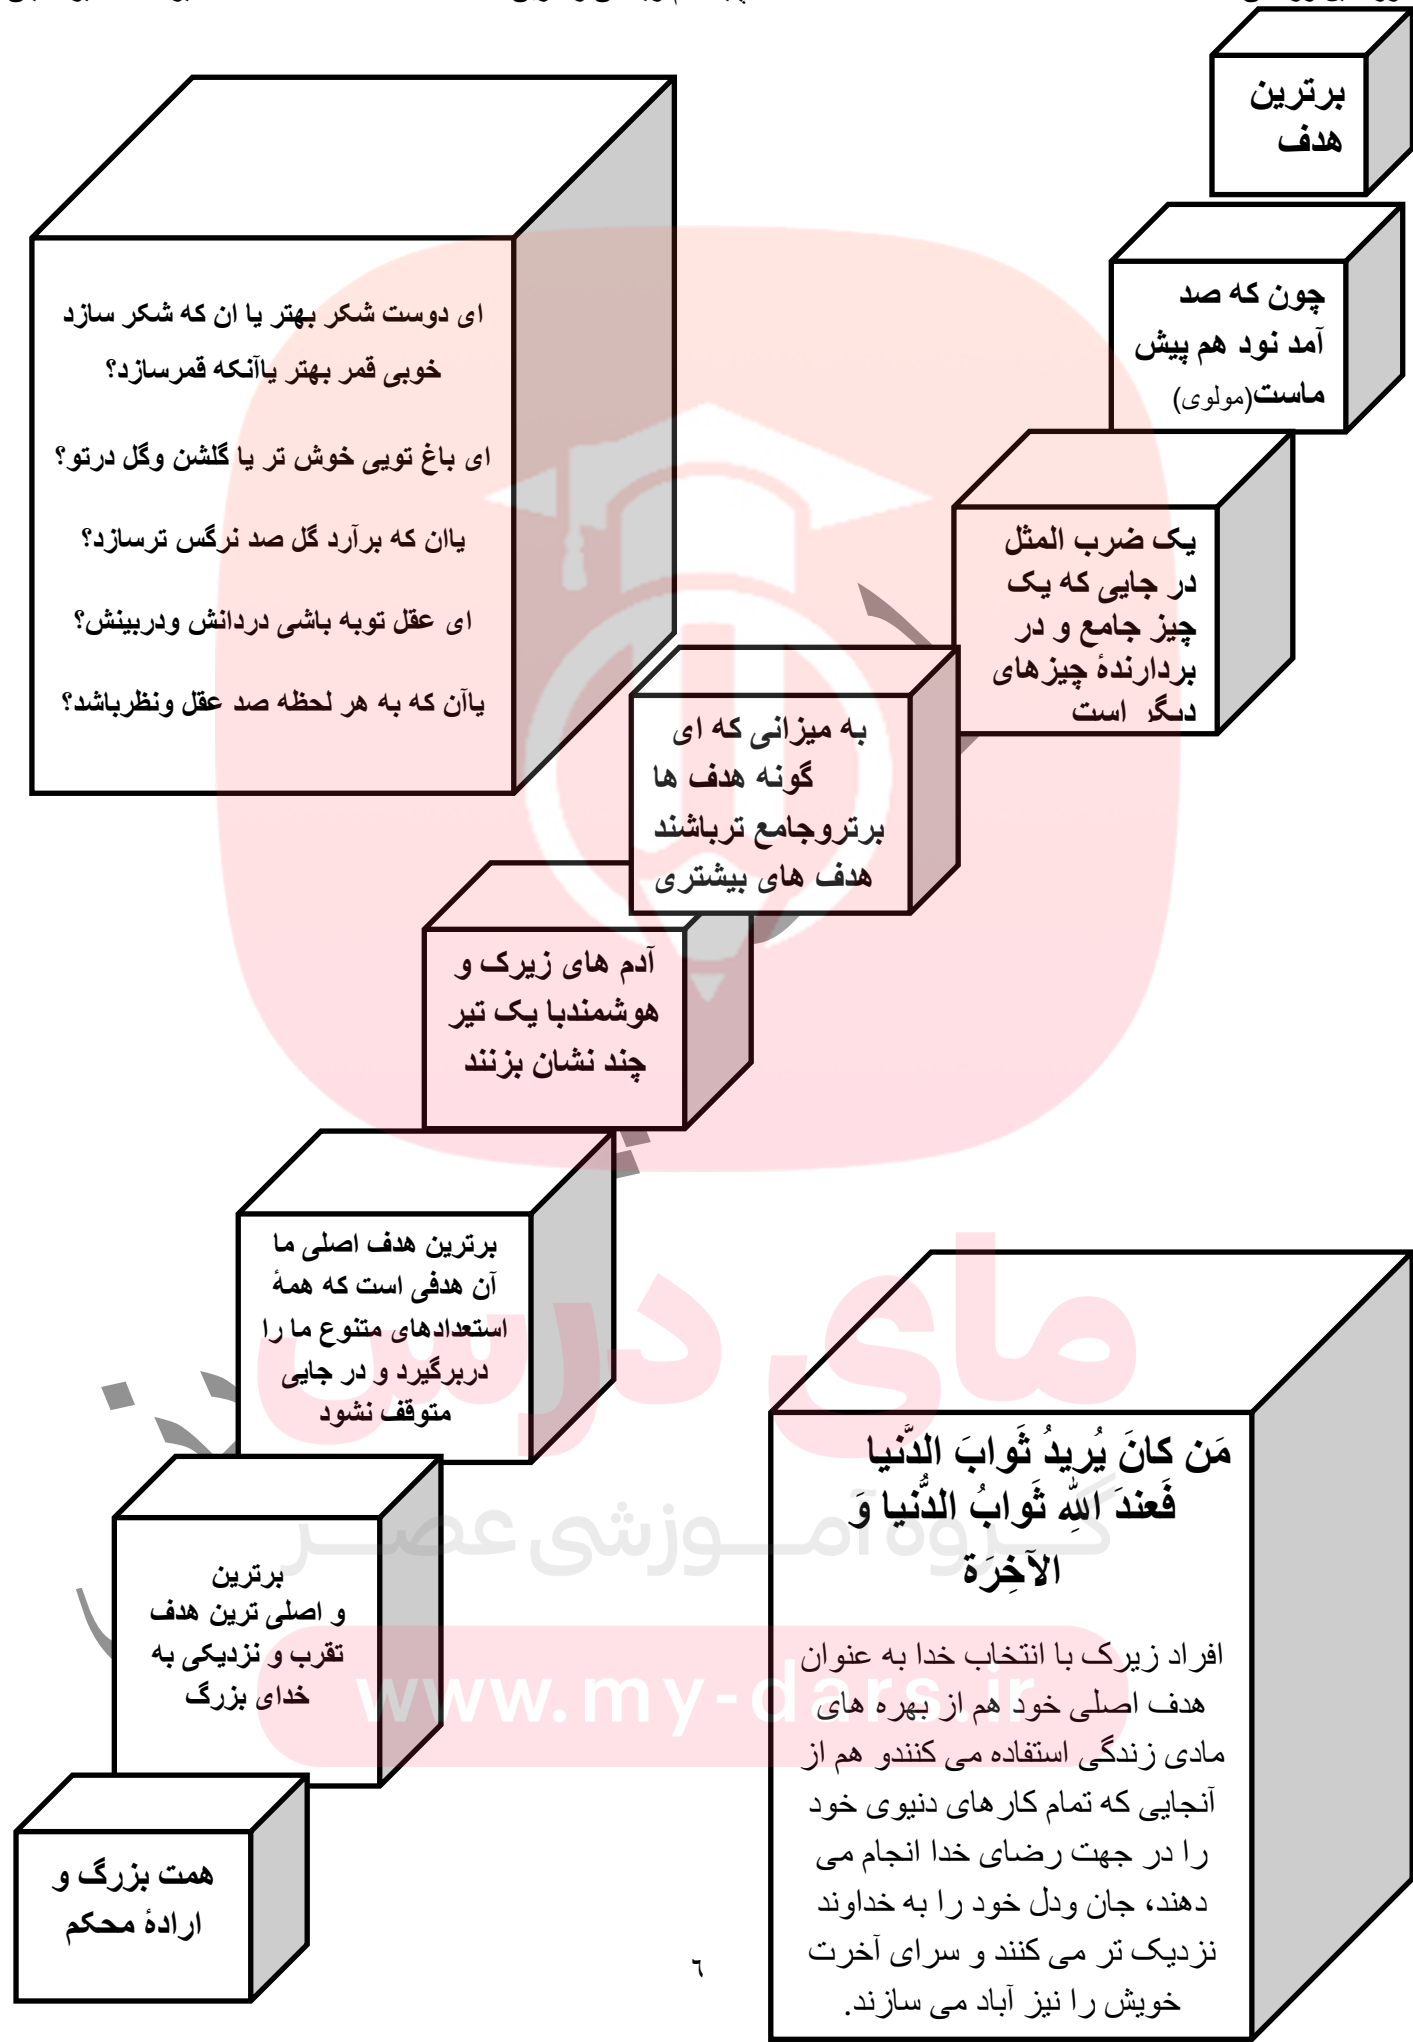 برترین
هدف
چون که صد
آمد نود هم پیش
ماست(مولوی)
یک ضرب المثل
در جایی که یک
چیز جامع و در
بردارندهٔ چیزهای
دیگر است
به میزانی که ای
گونه هدف ها
برتروجامع ترباشند
هدف های بیشتری
آدم های زیرک و
هوشمندبا یک تیر
چند نشان بزنند
برترین هدف اصلی ما
آن هدفی است که همهٔ
استعدادهای متنوع ما را
دربرگیرد و در جایی
متوقف نشود
برترین
و اصلی ترین هدف
تقرب و نزدیکی به
خدای بزرگ
همت بزرگ و
ارادهٔ محکم
ای دوست شکر بهتر یا ان که شکر سازد
خوبی قمر بهتر یاآنکه قمرسازد؟
ای باغ تویی خوش تر یا گلشن وگل درتو؟
یاان که برآرد گل صد نرگس ترسازد؟
ای عقل توبه باشی دردانش ودربینش؟
یاآن که به هر لحظه صد عقل ونظرباشد؟
مَن کانَ یُریدُ ثَوابَ الدَّنیا
فَعندَ اللهِ ثَوابُ الدُّنیا وَ
الآخِرَة
افراد زیرک با انتخاب خدا به عنوان
هدف اصلی خود هم از بهره های
مادی زندگی استفاده می کنندو هم از
آنجایی که تمام کارهای دنیوی خود
را در جهت رضای خدا انجام می
دهند، جان ودل خود را به خداوند
نزدیک تر می کنند و سرای آخرت
خویش را نیز آباد می سازند.
مای درس
گروه آموزشی عصر
www.my-dars.ir
٦